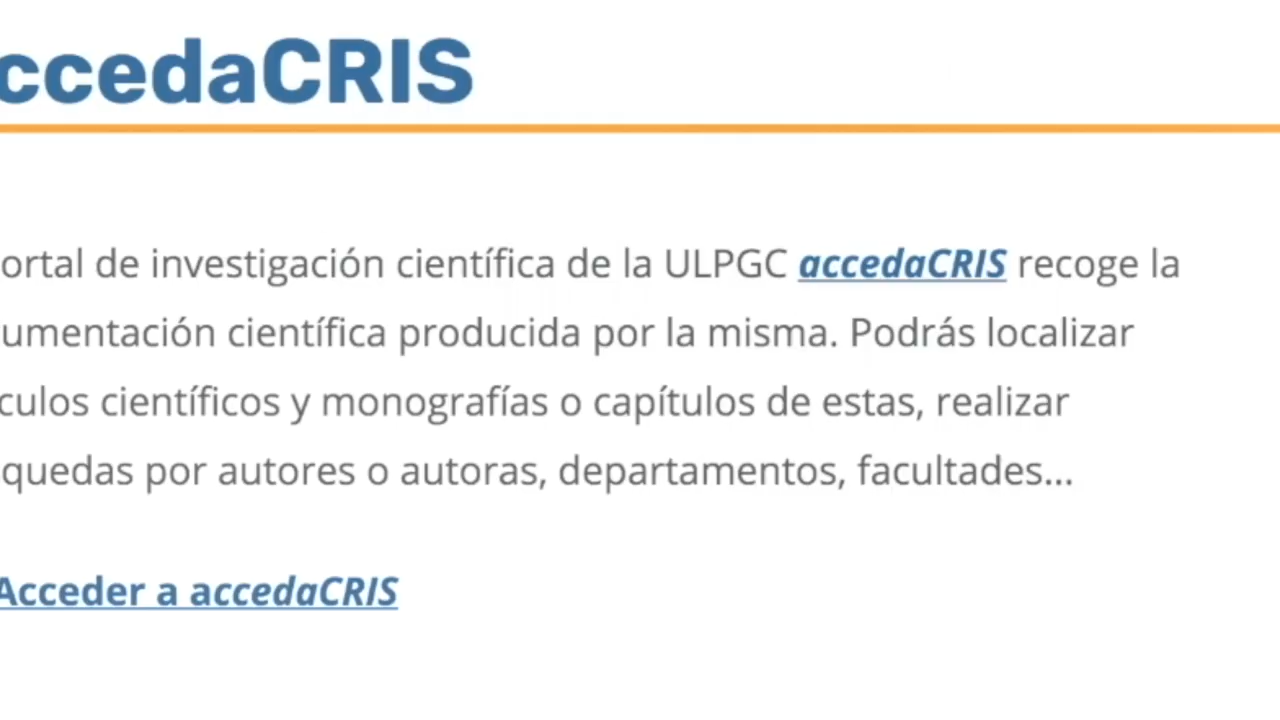 ccedaCRIS
ortal de investigación científica de la ULPGC accedaCRIS recoge la
umentación científica producida por la misma. Podrás localizar
culos científicos y monografías o capítulos de estas, realizar
quedas por autores o autoras, departamentos, facultades...
Acceder a accedaCRIS